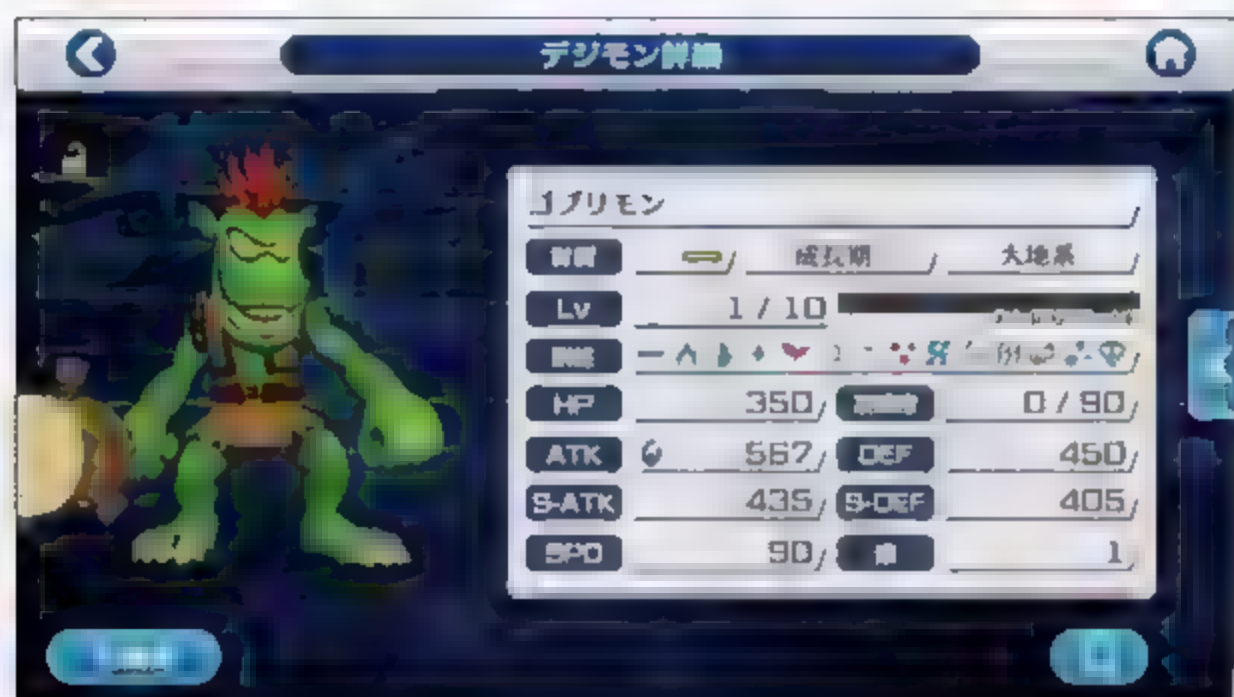 デジモン詳細
ゴブリモン
成長期 大地系
Lv 1 / 10
HP 350 0 / 90
ATK 567 DEF 450
S-ATK 435 S-DEF 405
SPD 90 1